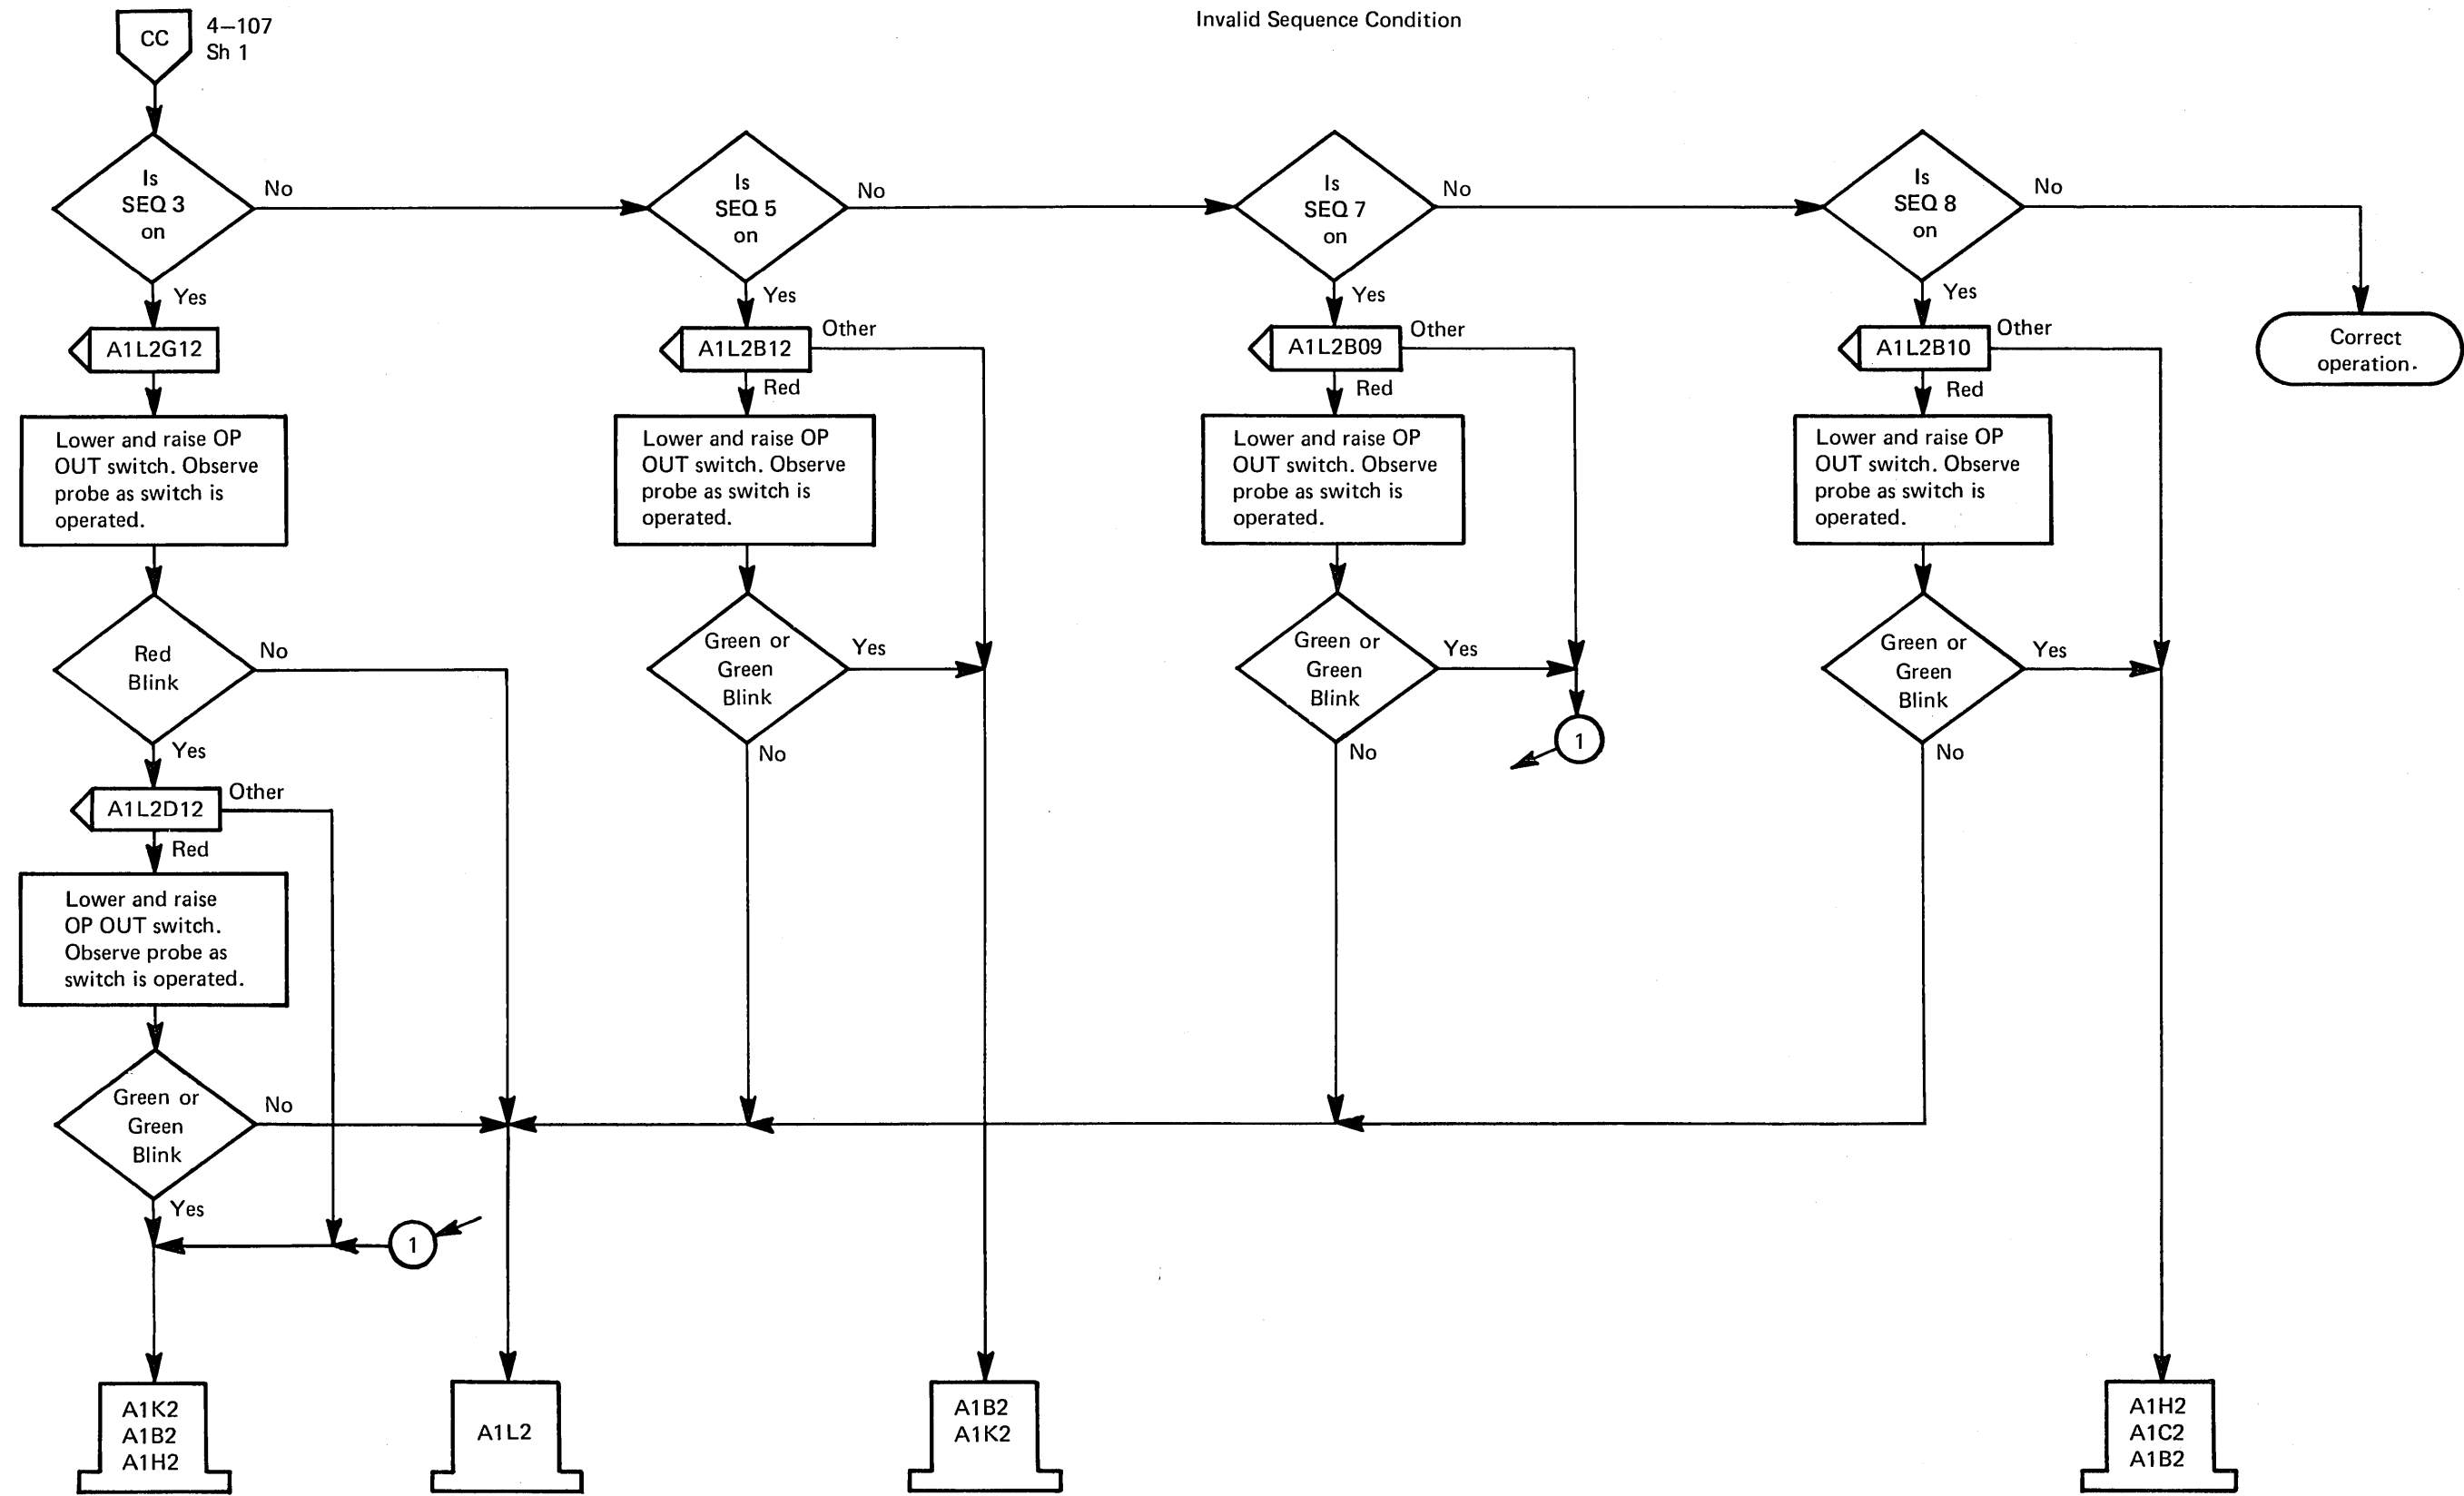 Invalid Sequence Condition
CC
4—107
Sh 1
Is
SEQ 3
on
No
Yes
A1L2G12
Lower and raise OP
OUT switch. Observe
probe as switch is
operated.
Red
Blink
No
Yes
A1L2D12
Other
Red
Lower and raise
OP OUT switch.
Observe probe as
switch is operated.
Green or
Green
Blink
No
Yes
1
A1K2
A1B2
A1H2
A1L2
Is
SEQ 5
on
No
Yes
A1L2B12
Other
Red
Lower and raise OP
OUT switch. Observe
probe as switch is
operated.
Green or
Green
Blink
Yes
No
A1B2
A1K2
Is
SEQ 7
on
No
Yes
A1L2B09
Other
Red
Lower and raise OP
OUT switch. Observe
probe as switch is
operated.
Green or
Green
Blink
Yes
1
No
Is
SEQ 8
on
No
Yes
A1L2B10
Other
Red
Lower and raise OP
OUT switch. Observe
probe as switch is
operated.
Green or
Green
Blink
Yes
No
A1H2
A1C2
A1B2
Correct
operation.